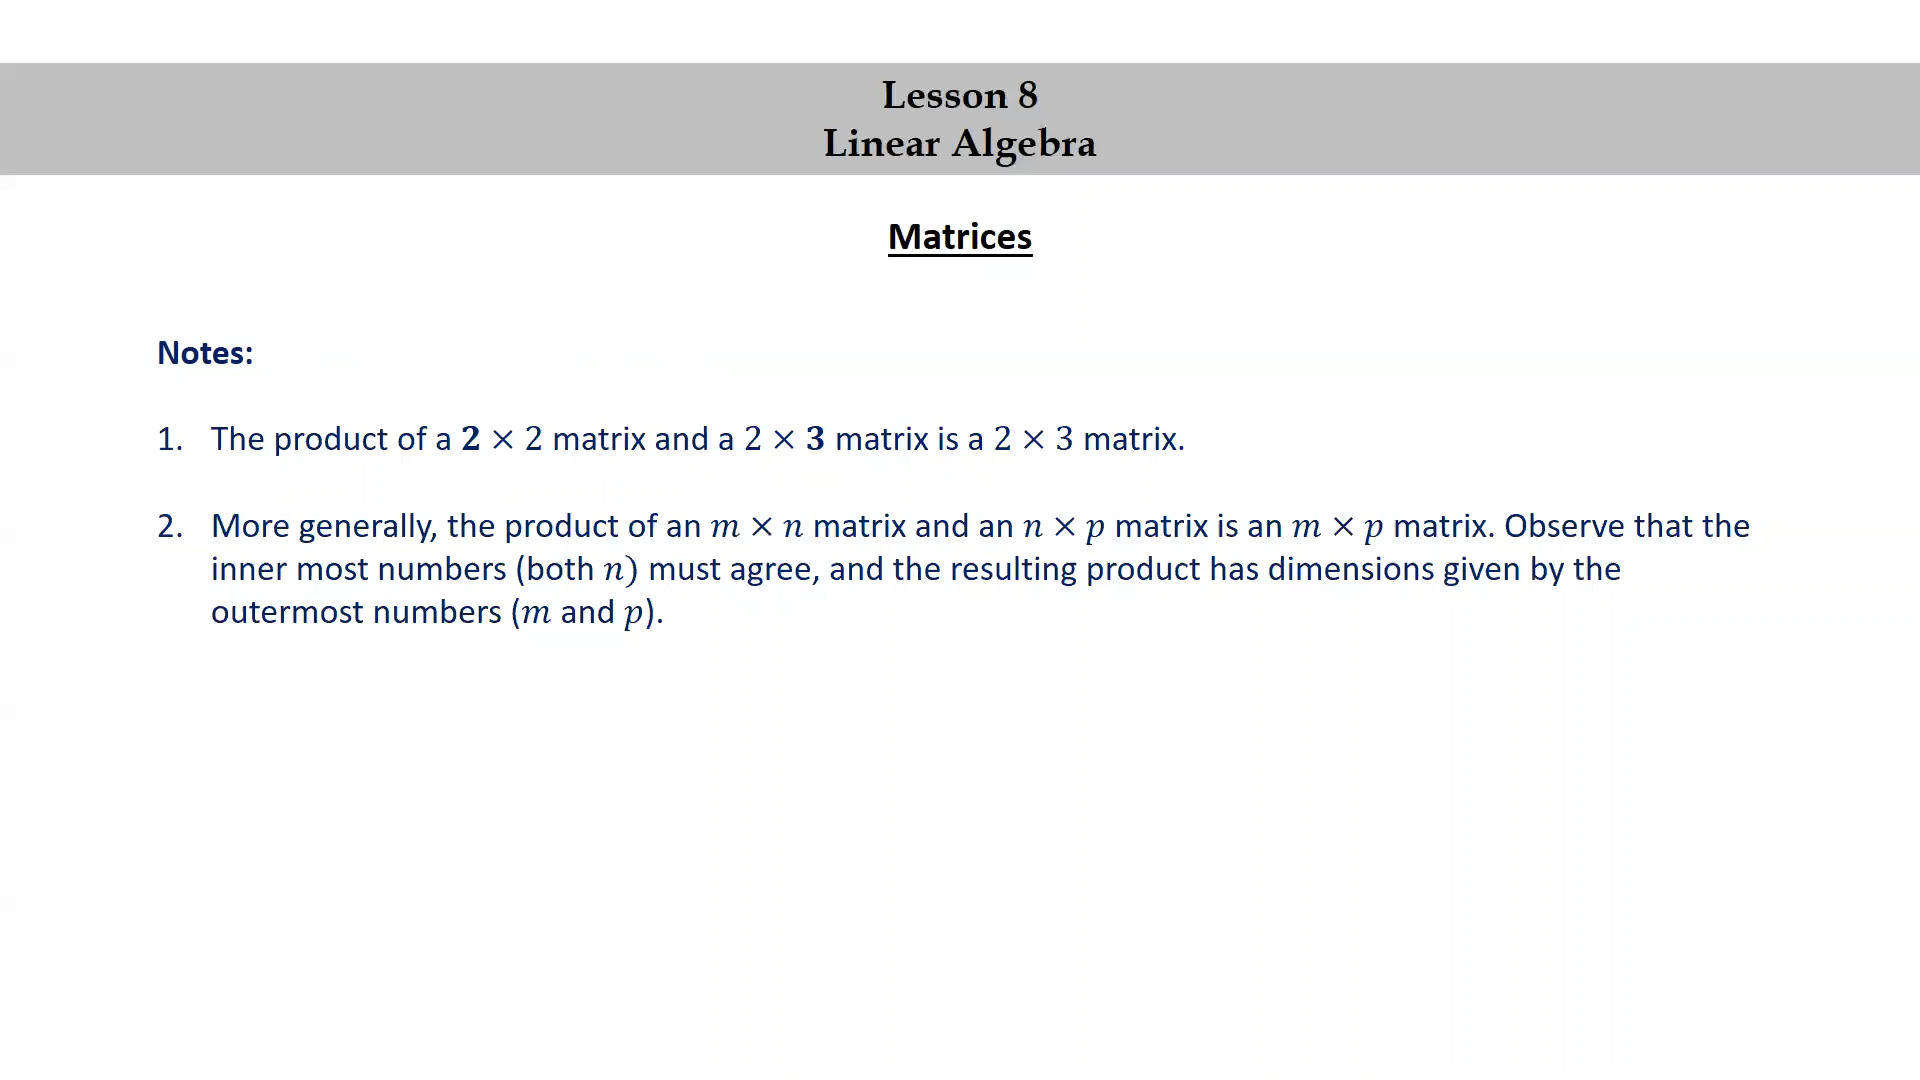 Lesson 8
Linear Algebra
Matrices
Notes:
1. The product of a 2 × 2 matrix and a 2 × 3 matrix is a 2 × 3 matrix.
2. More generally, the product of an m × n matrix and an n × p matrix is an m × p matrix. Observe that the
inner most numbers (both n) must agree, and the resulting product has dimensions given by the
outermost numbers (m and p).